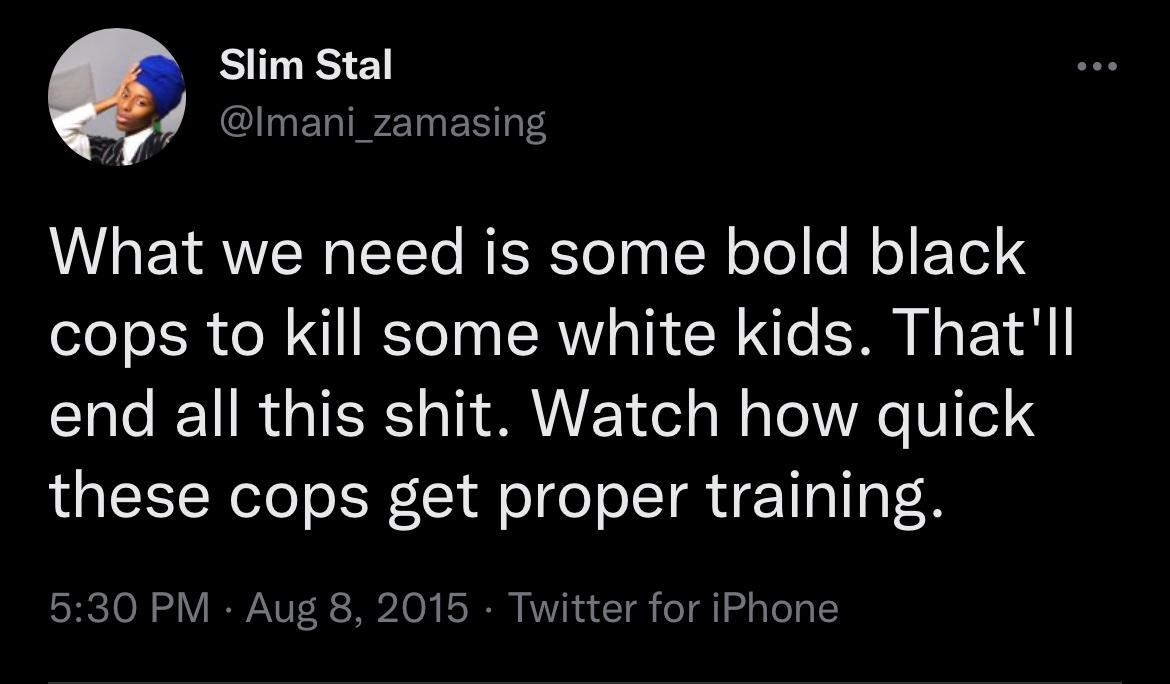 Slim Stal
@Imani_zamasing
What we need is some bold black
cops to kill some white kids. That'll
end all this shit. Watch how quick
these cops get proper training.
5:30 PM · Aug 8, 2015 · Twitter for iPhone